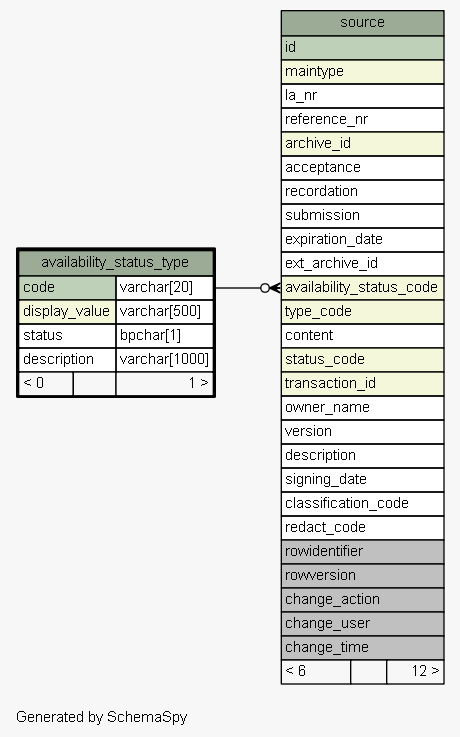 source
id
maintype
la_nr
reference_nr
archive_id
acceptance
recordation
submission
expiration_date
ext_archive_id
availability_status_code
type_code
content
status_code
transaction_id
owner_name
version
description
signing_date
classification_code
redact_code
rowidentifier
rowversion
change_action
change_user
change_time
< 6 12 >
availability_status_type
code varchar[20]
display_value varchar[500]
status bpchar[1]
description varchar[1000]
< 0 1 >
Generated by SchemaSpy